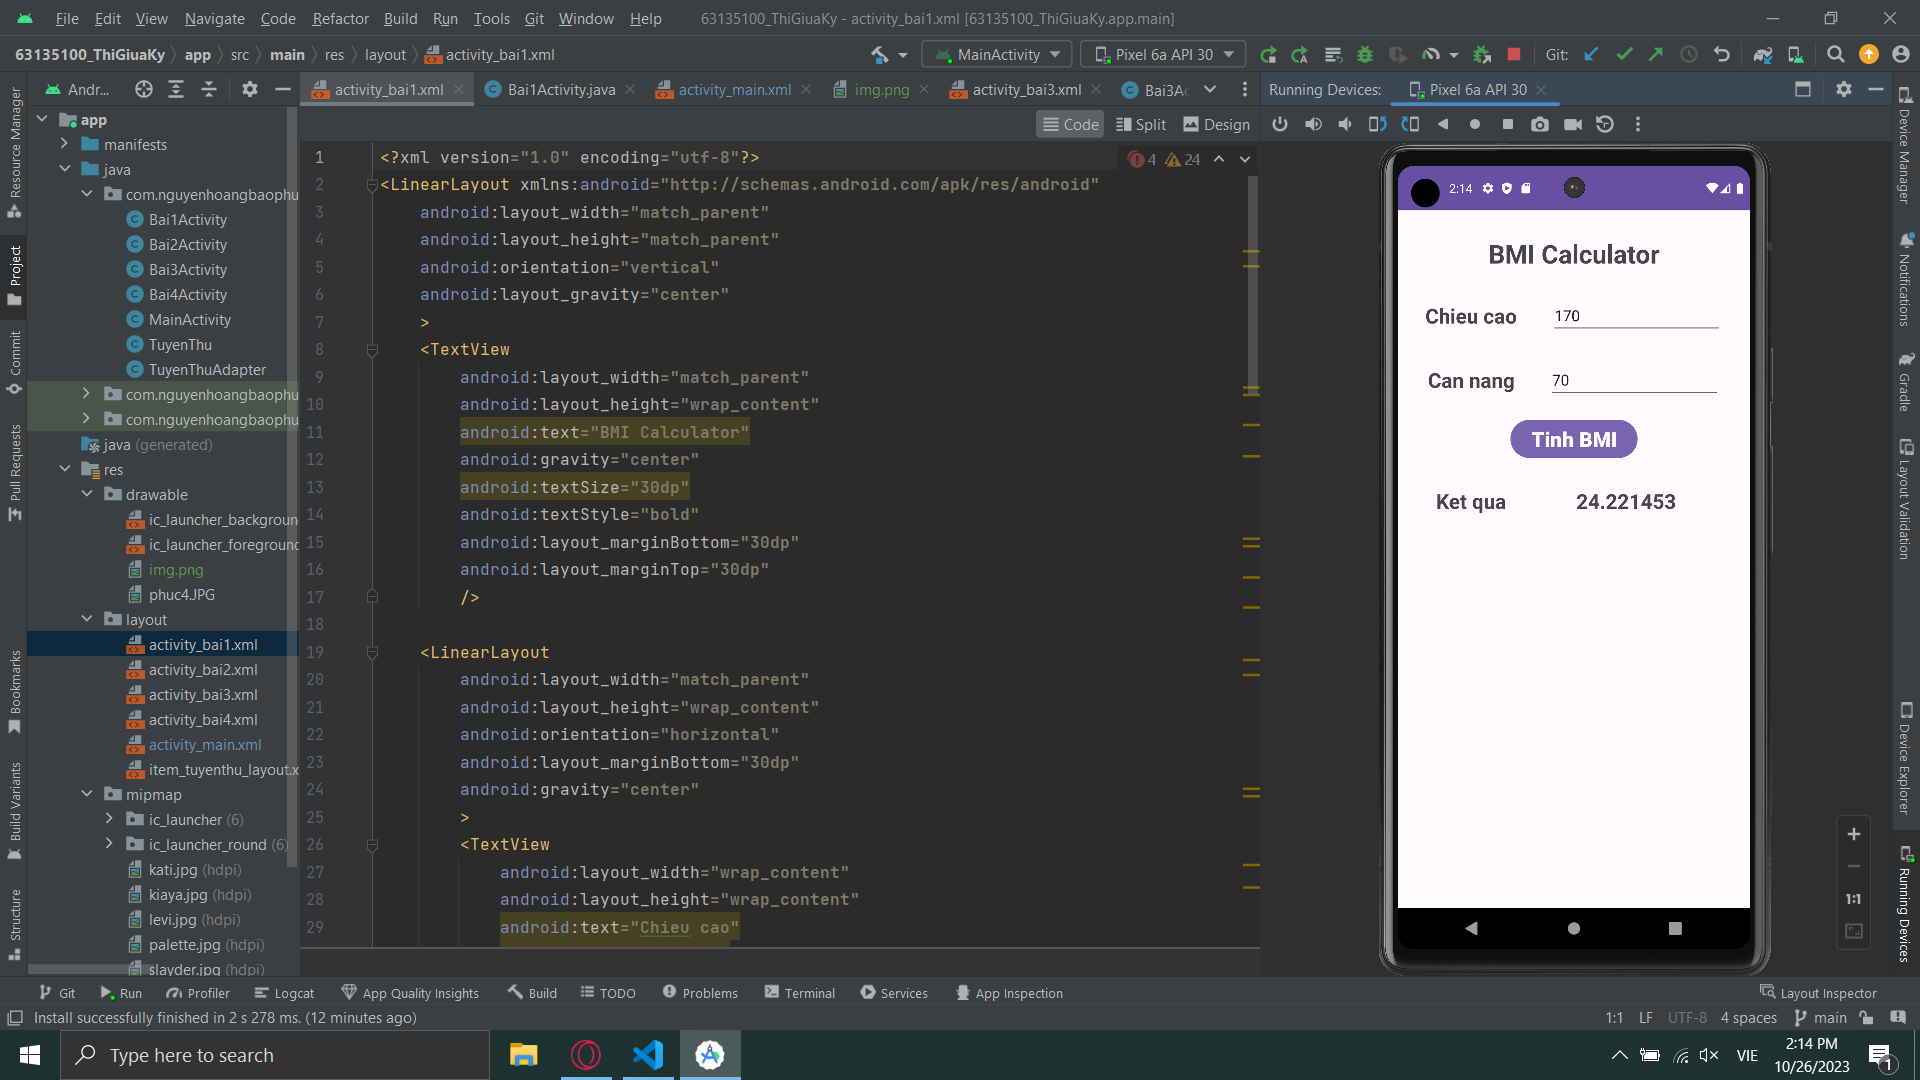 File Edit View Navigate Code Refactor Build Run Tools Git Window Help 63135100_ThiGiuaKy - activity_bai1.xml [63135100_ThiGiuaKy.app.main]
63135100_ThiGiuaKy app src main res layout activity_bai1.xml MainActivity Pixel 6a API 30 Git:
Andr... activity_bai1.xml Bai1Activity.java activity_main.xml img.png activity_bai3.xml Bai3Ac Running Devices: Pixel 6a API 30
Code Split Design
Resource Manager
Project
Commit
Pull Requests
Bookmarks
Build Variants
Structure
app
manifests
java
com.nguyenhoangbaophu
Bai1Activity
Bai2Activity
Bai3Activity
Bai4Activity
MainActivity
TuyenThu
TuyenThuAdapter
com.nguyenhoangbaophu
com.nguyenhoangbaophu
java (generated)
res
drawable
ic_launcher_backgroun
ic_launcher_foreground
img.png
phuc4.JPG
layout
activity_bai1.xml
activity_bai2.xml
activity_bai3.xml
activity_bai4.xml
activity_main.xml
item_tuyenthu_layout.x
mipmap
ic_launcher (6)
ic_launcher_round (6)
kati.jpg (hdpi)
kiaya.jpg (hdpi)
levi.jpg (hdpi)
palette.jpg (hdpi)
slayder.jpg (hdpi)
4 24
1 <?xml version="1.0" encoding="utf-8"?>
2 <LinearLayout xmlns:android="http://schemas.android.com/apk/res/android"
3 android:layout_width="match_parent"
4 android:layout_height="match_parent"
5 android:orientation="vertical"
6 android:layout_gravity="center"
7 >
8 <TextView
9 android:layout_width="match_parent"
10 android:layout_height="wrap_content"
11 android:text="BMI Calculator"
12 android:gravity="center"
13 android:textSize="30dp"
14 android:textStyle="bold"
15 android:layout_marginBottom="30dp"
16 android:layout_marginTop="30dp"
17 />
18
19 <LinearLayout
20 android:layout_width="match_parent"
21 android:layout_height="wrap_content"
22 android:orientation="horizontal"
23 android:layout_marginBottom="30dp"
24 android:gravity="center"
25 >
26 <TextView
27 android:layout_width="wrap_content"
28 android:layout_height="wrap_content"
29 android:text="Chieu cao"
2:14
BMI Calculator
Chieu cao 170
Can nang 70
Tinh BMI
Ket qua 24.221453
1:1
Device Manager
Notifications
Gradle
Layout Validation
Device Explorer
Running Devices
Git Run Profiler Logcat App Quality Insights Build TODO Problems Terminal Services App Inspection Layout Inspector
Install successfully finished in 2 s 278 ms. (12 minutes ago) 1:1 LF UTF-8 4 spaces main
Type here to search VIE 2:14 PM
10/26/2023 1